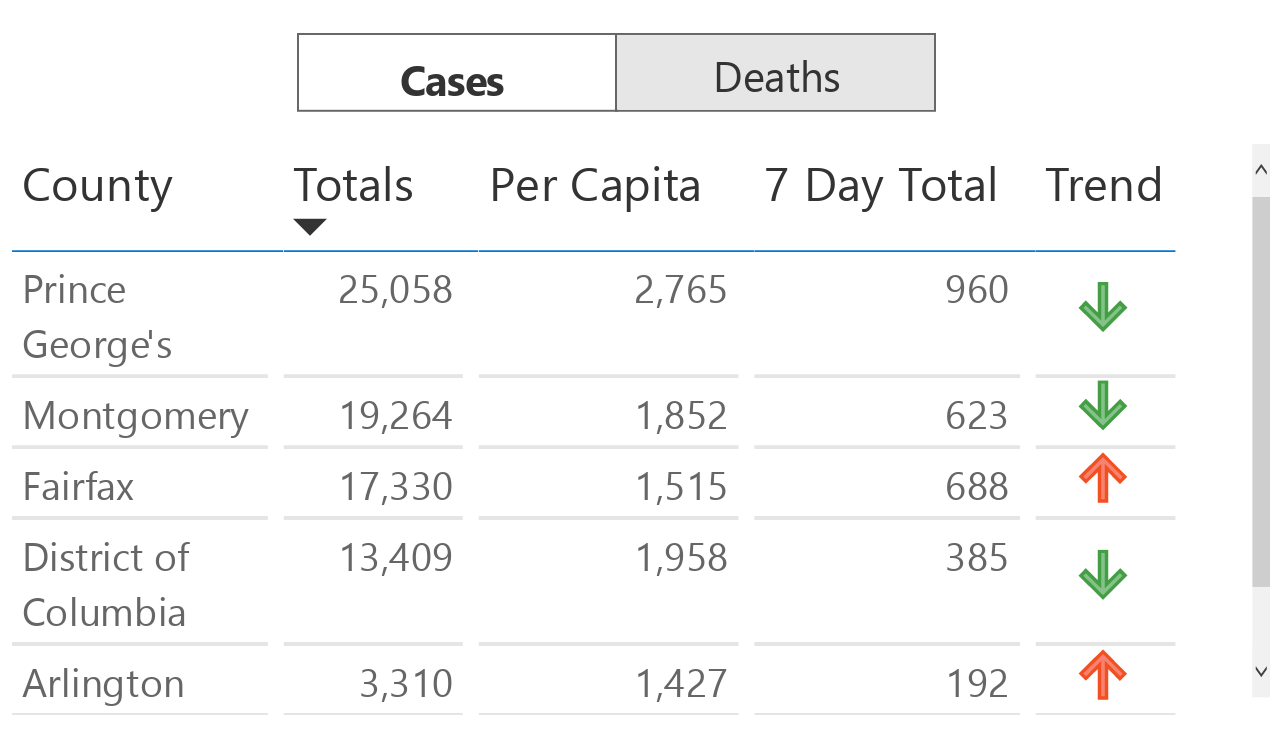 Cases Deaths
County Totals Per Capita 7 Day Total Trend
Prince 25,058 2,765 960
George's
Montgomery 19,264 1,852 623
Fairfax 17,330 1,515 688
District of 13,409 1,958 385
Columbia
Arlington 3,310 1,427 192